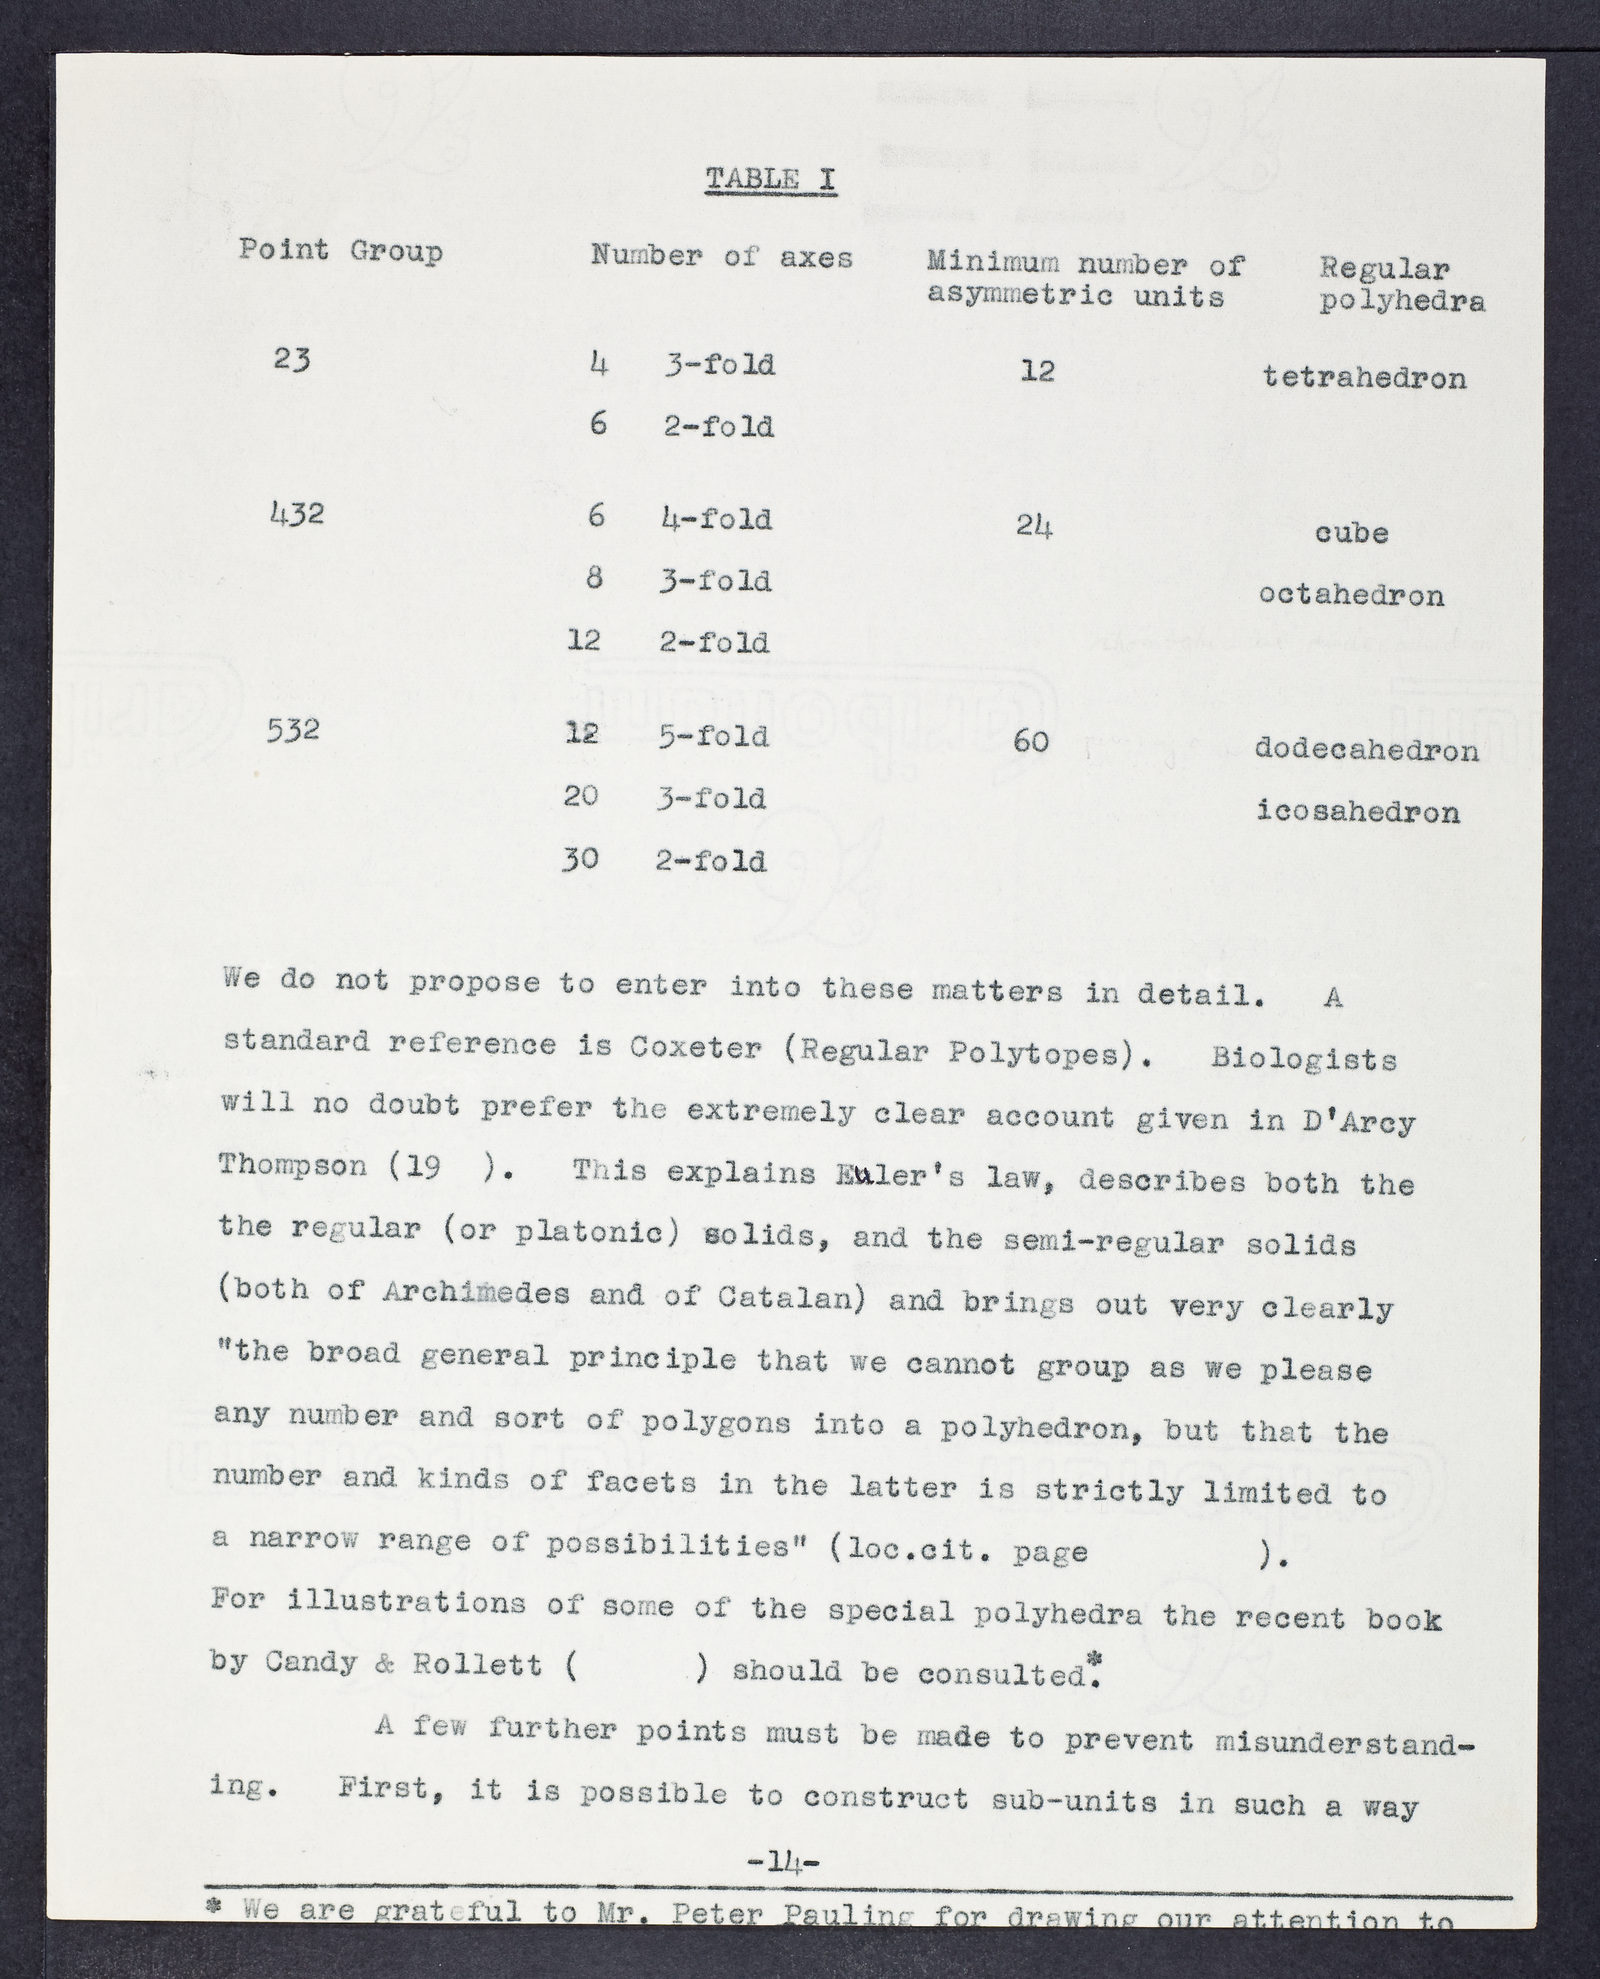 TABLE I
Point Group Number of axes Minimum number of asymmetric units Regular polyhedra
23 4 3-fold 12 tetrahedron
6 2-fold
432 6 4-fold 24 cube
8 3-fold octahedron
12 2-fold
532 12 5-fold 60 dodecahedron
20 3-fold icosahedron
30 2-fold
We do not propose to enter into these matters in detail. A
standard reference is Coxeter (Regular Polytopes). Biologists
will no doubt prefer the extremely clear account given in D'Arcy
Thompson (19 ). This explains Euler's law, describes both the
the regular (or platonic) solids, and the semi-regular solids
(both of Archimedes and of Catalan) and brings out very clearly
"the broad general principle that we cannot group as we please
any number and sort of polygons into a polyhedron, but that the
number and kinds of facets in the latter is strictly limited to
a narrow range of possibilities" (loc.cit. page ).
For illustrations of some of the special polyhedra the recent book
by Candy & Rollett ( ) should be consulted.*
A few further points must be made to prevent misunderstand-
ing. First, it is possible to construct sub-units in such a way
-14-
* We are grateful to Mr. Peter Pauling for drawing our attention to